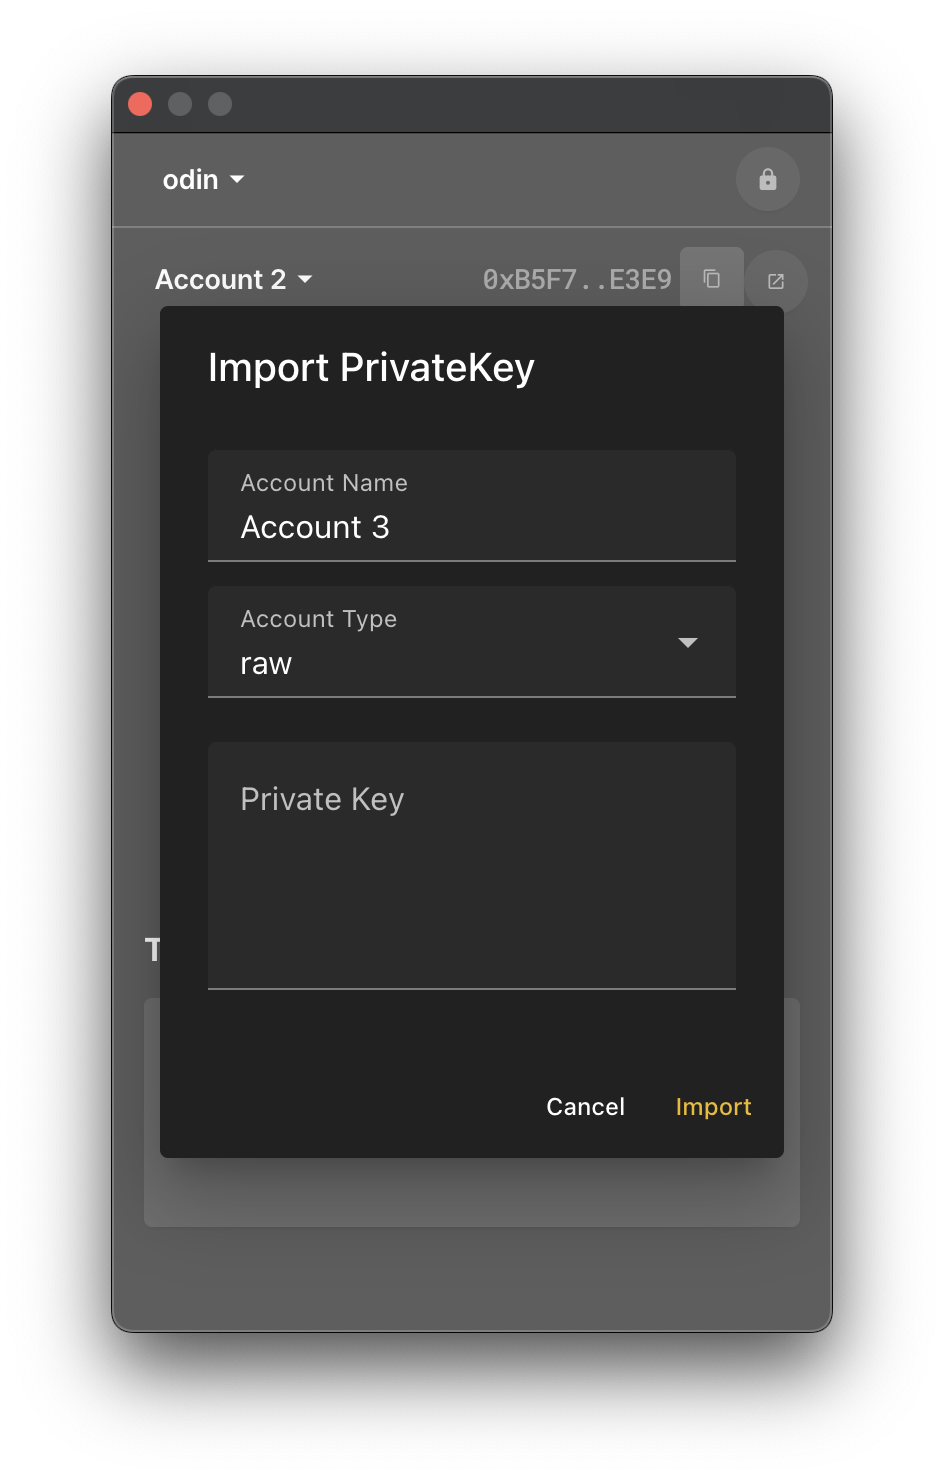 odin
Account 2 0xB5F7..E3E9
Import PrivateKey
Account Name
Account 3
Account Type
raw
Private Key
T
Cancel Import